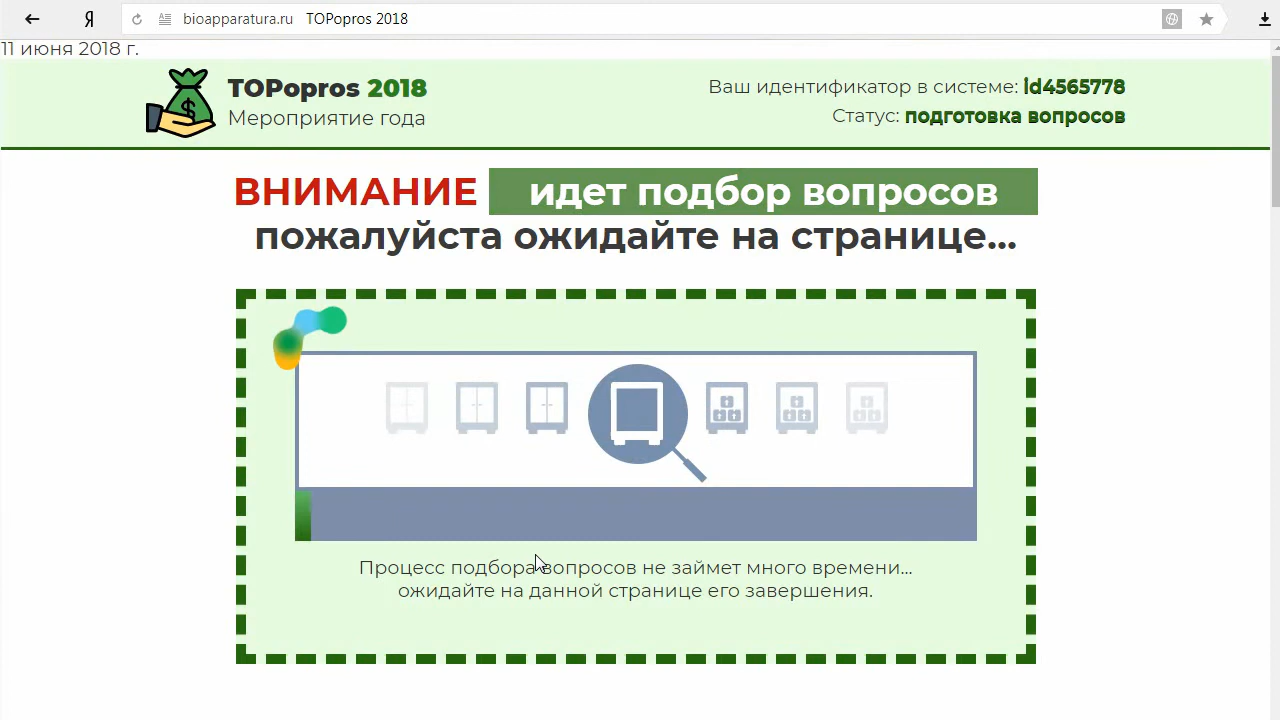 bioapparatura.ru TOPopros 2018
11 июня 2018 г.
TOPopros 2018
Мероприятие года
Ваш идентификатор в системе: id4565778
Статус: подготовка вопросов
ВНИМАНИЕ идет подбор вопросов
пожалуйста ожидайте на странице...
Процесс подбора вопросов не займет много времени...
ожидайте на данной странице его завершения.